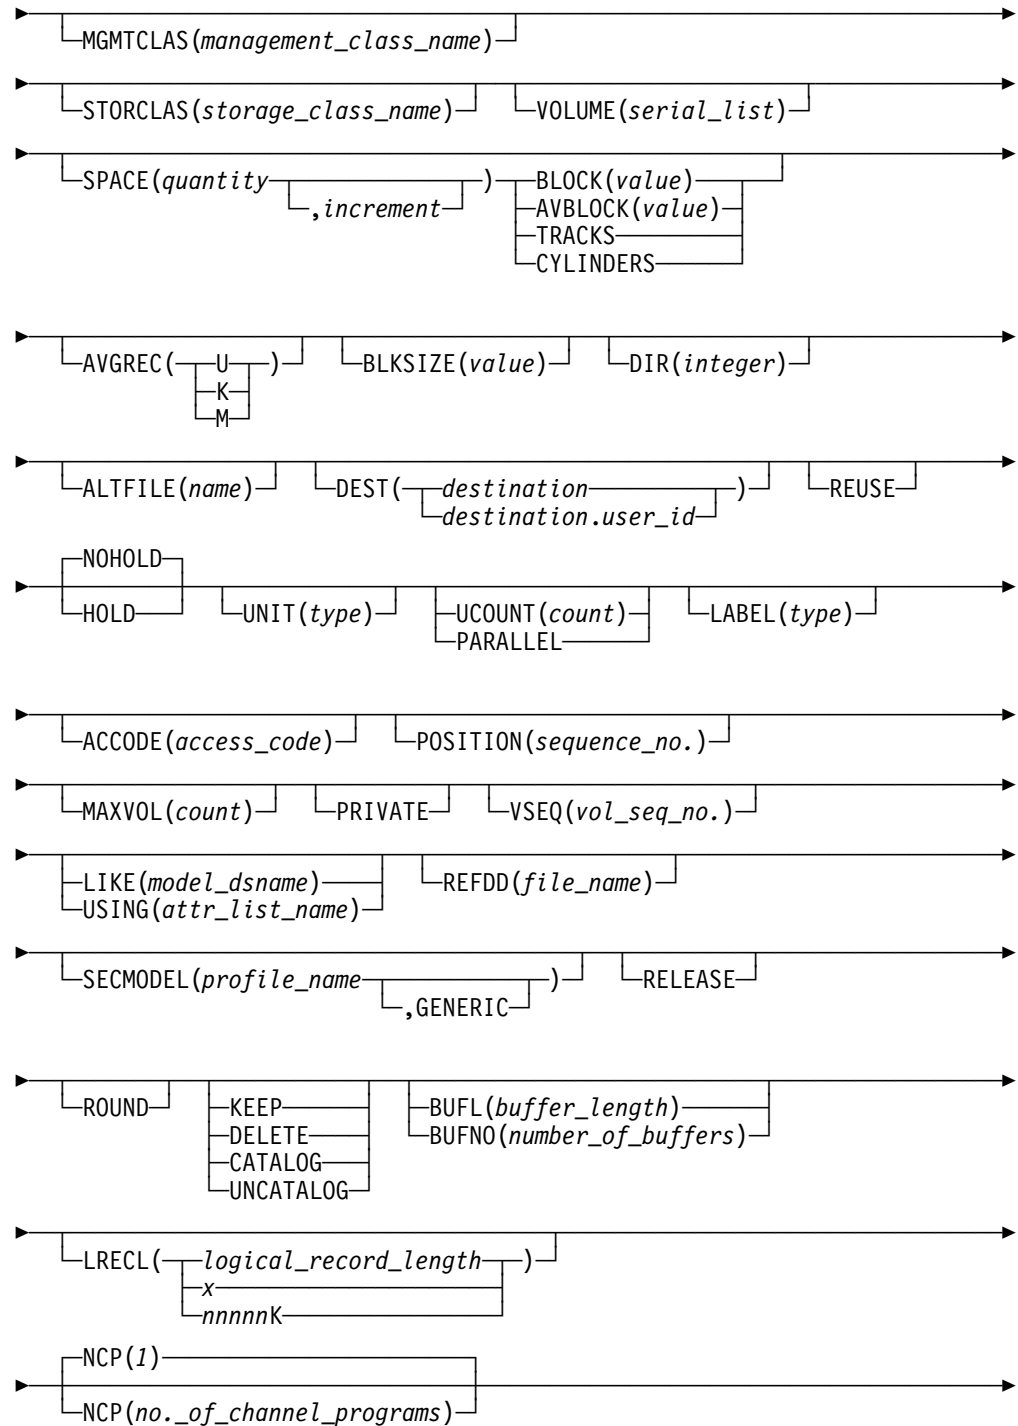 MGMTCLAS(management_class_name)
STORCLAS(storage_class_name) VOLUME(serial_list)
SPACE(quantity ) BLOCK(value)
,increment AVBLOCK(value)
TRACKS
CYLINDERS
AVGREC( U ) BLKSIZE(value) DIR(integer)
K
M
ALTFILE(name) DEST( destination ) REUSE
destination.user_id
NOHOLD
HOLD UNIT(type) UCOUNT(count) LABEL(type)
PARALLEL
ACCODE(access_code) POSITION(sequence_no.)
MAXVOL(count) PRIVATE VSEQ(vol_seq_no.)
LIKE(model_dsname) REFDD(file_name)
USING(attr_list_name)
SECMODEL(profile_name ) RELEASE
,GENERIC
ROUND KEEP BUFL(buffer_length)
DELETE BUFNO(number_of_buffers)
CATALOG
UNCATALOG
LRECL( logical_record_length )
x
nnnnnK
NCP(1)
NCP(no._of_channel_programs)